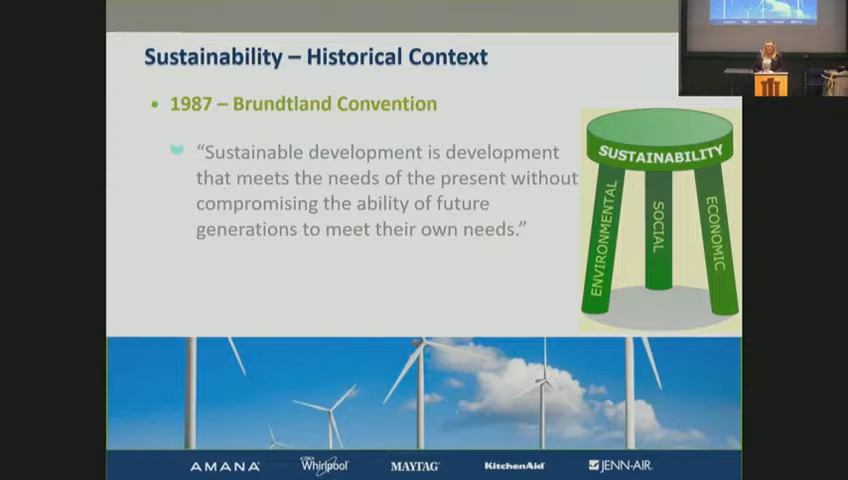 Sustainability – Historical Context
• 1987 – Brundtland Convention
“Sustainable development is development
that meets the needs of the present without
compromising the ability of future
generations to meet their own needs.”
SUSTAINABILITY
ENVIRONMENTAL
SOCIAL
ECONOMIC
AMANA
Whirlpool
MAYTAG
KitchenAid
JENN-AIR